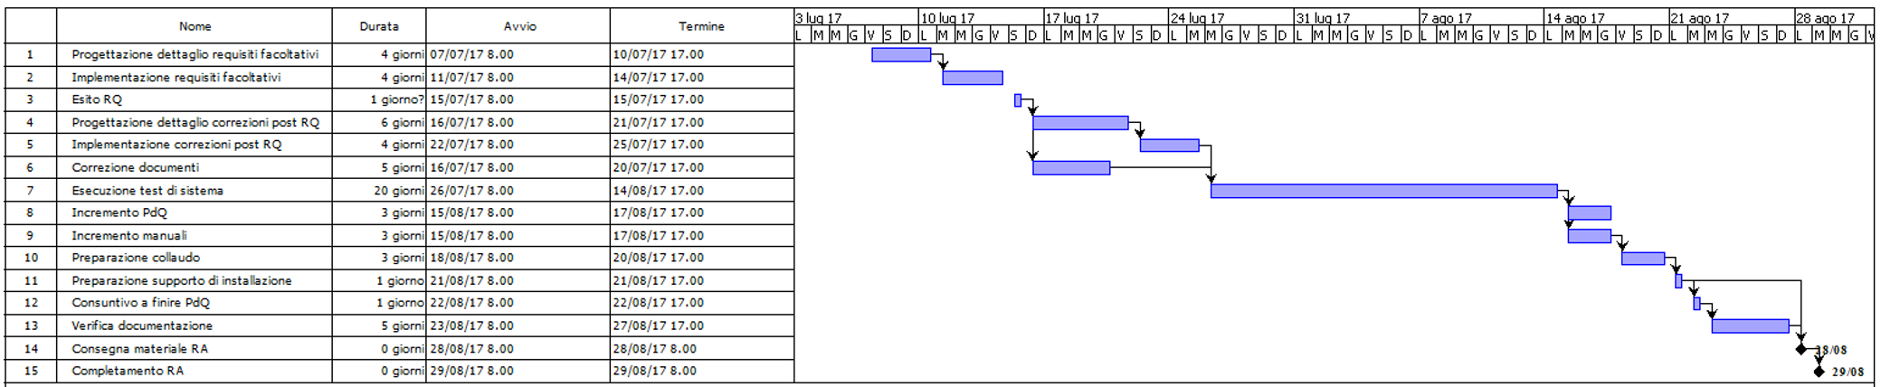 Nome Durata Avvio Termine 3 lug 17 10 lug 17 17 lug 17 24 lug 17 31 lug 17 7 ago 17 14 ago 17 21 ago 17 28 ago 17
L M M G V S D L M M G V S D L M M G V S D L M M G V S D L M M G V S D L M M G V S D L M M G V S D L M M G V S D L M M G V
1 Progettazione dettaglio requisiti facoltativi 4 giorni 07/07/17 8.00 10/07/17 17.00
2 Implementazione requisiti facoltativi 4 giorni 11/07/17 8.00 14/07/17 17.00
3 Esito RQ 1 giorno? 15/07/17 8.00 15/07/17 17.00
4 Progettazione dettaglio correzioni post RQ 6 giorni 16/07/17 8.00 21/07/17 17.00
5 Implementazione correzioni post RQ 4 giorni 22/07/17 8.00 25/07/17 17.00
6 Correzione documenti 5 giorni 16/07/17 8.00 20/07/17 17.00
7 Esecuzione test di sistema 20 giorni 26/07/17 8.00 14/08/17 17.00
8 Incremento PdQ 3 giorni 15/08/17 8.00 17/08/17 17.00
9 Incremento manuali 3 giorni 15/08/17 8.00 17/08/17 17.00
10 Preparazione collaudo 3 giorni 18/08/17 8.00 20/08/17 17.00
11 Preparazione supporto di installazione 1 giorno 21/08/17 8.00 21/08/17 17.00
12 Consuntivo a finire PdQ 1 giorno 22/08/17 8.00 22/08/17 17.00
13 Verifica documentazione 5 giorni 23/08/17 8.00 27/08/17 17.00
14 Consegna materiale RA 0 giorni 28/08/17 8.00 28/08/17 8.00 28/08
15 Completamento RA 0 giorni 29/08/17 8.00 29/08/17 8.00 29/08